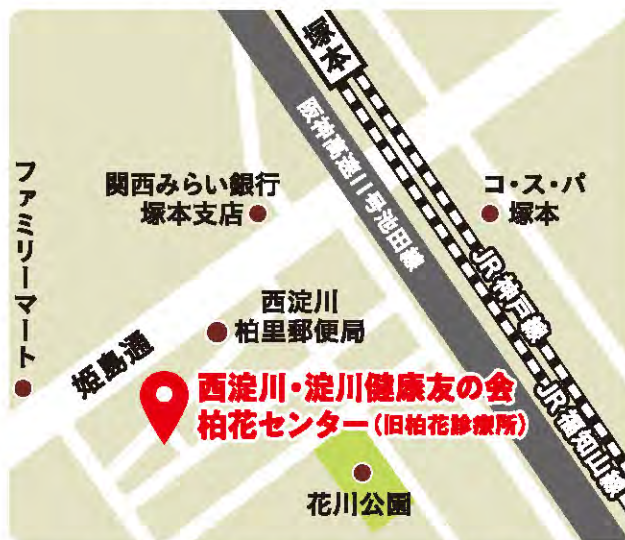 塚本
阪神高速11号池田線
ファミリーマート
関西みらい銀行
塚本支店
コ・ス・パ
塚本
JR神戸線
JR福知山線
西淀川
柏里郵便局
姫島通
西淀川・淀川健康友の会
柏花センター(旧柏花診療所)
花川公園